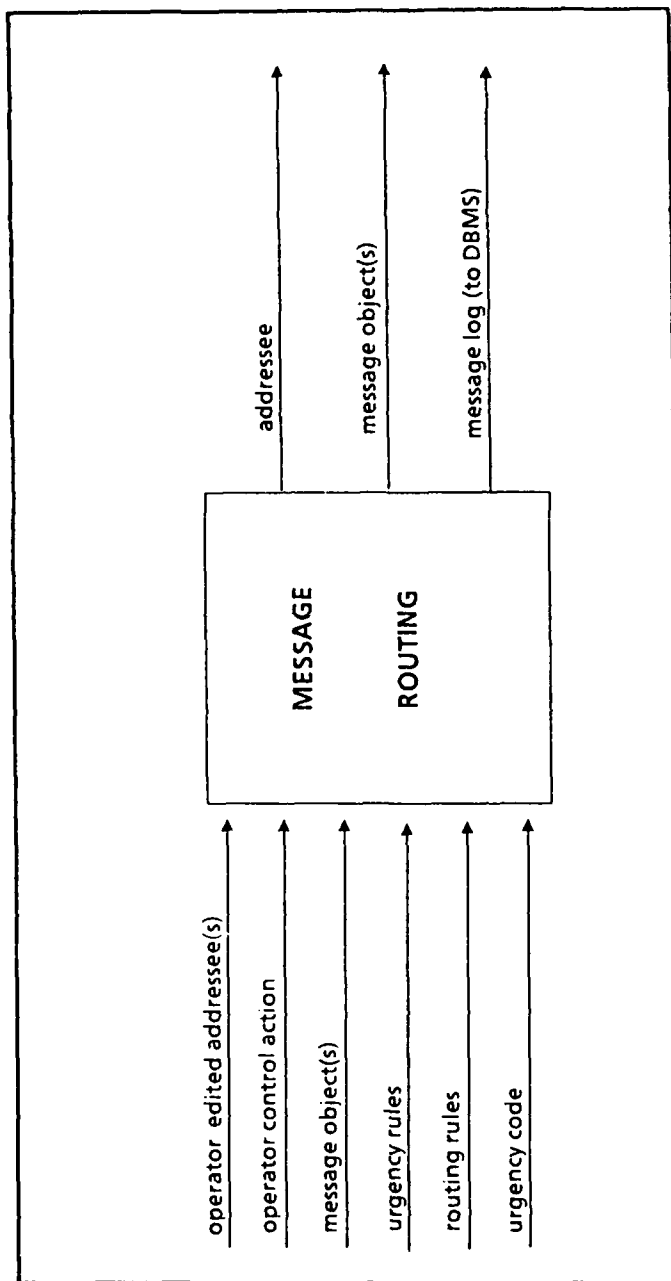 operator edited addressee(s)
operator control action
message object(s)
urgency rules
routing rules
urgency code
MESSAGE
ROUTING
addressee
message object(s)
message log (to DBMS)